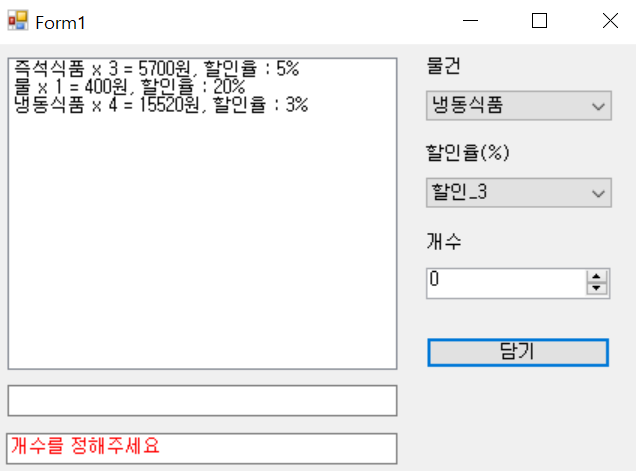 Form1
즉석식품 x 3 = 5700원, 할인율 : 5%
물 x 1 = 400원, 할인율 : 20%
냉동식품 x 4 = 15520원, 할인율 : 3%
물건
냉동식품
할인율(%)
할인_3
개수
0
담기
개수를 정해주세요